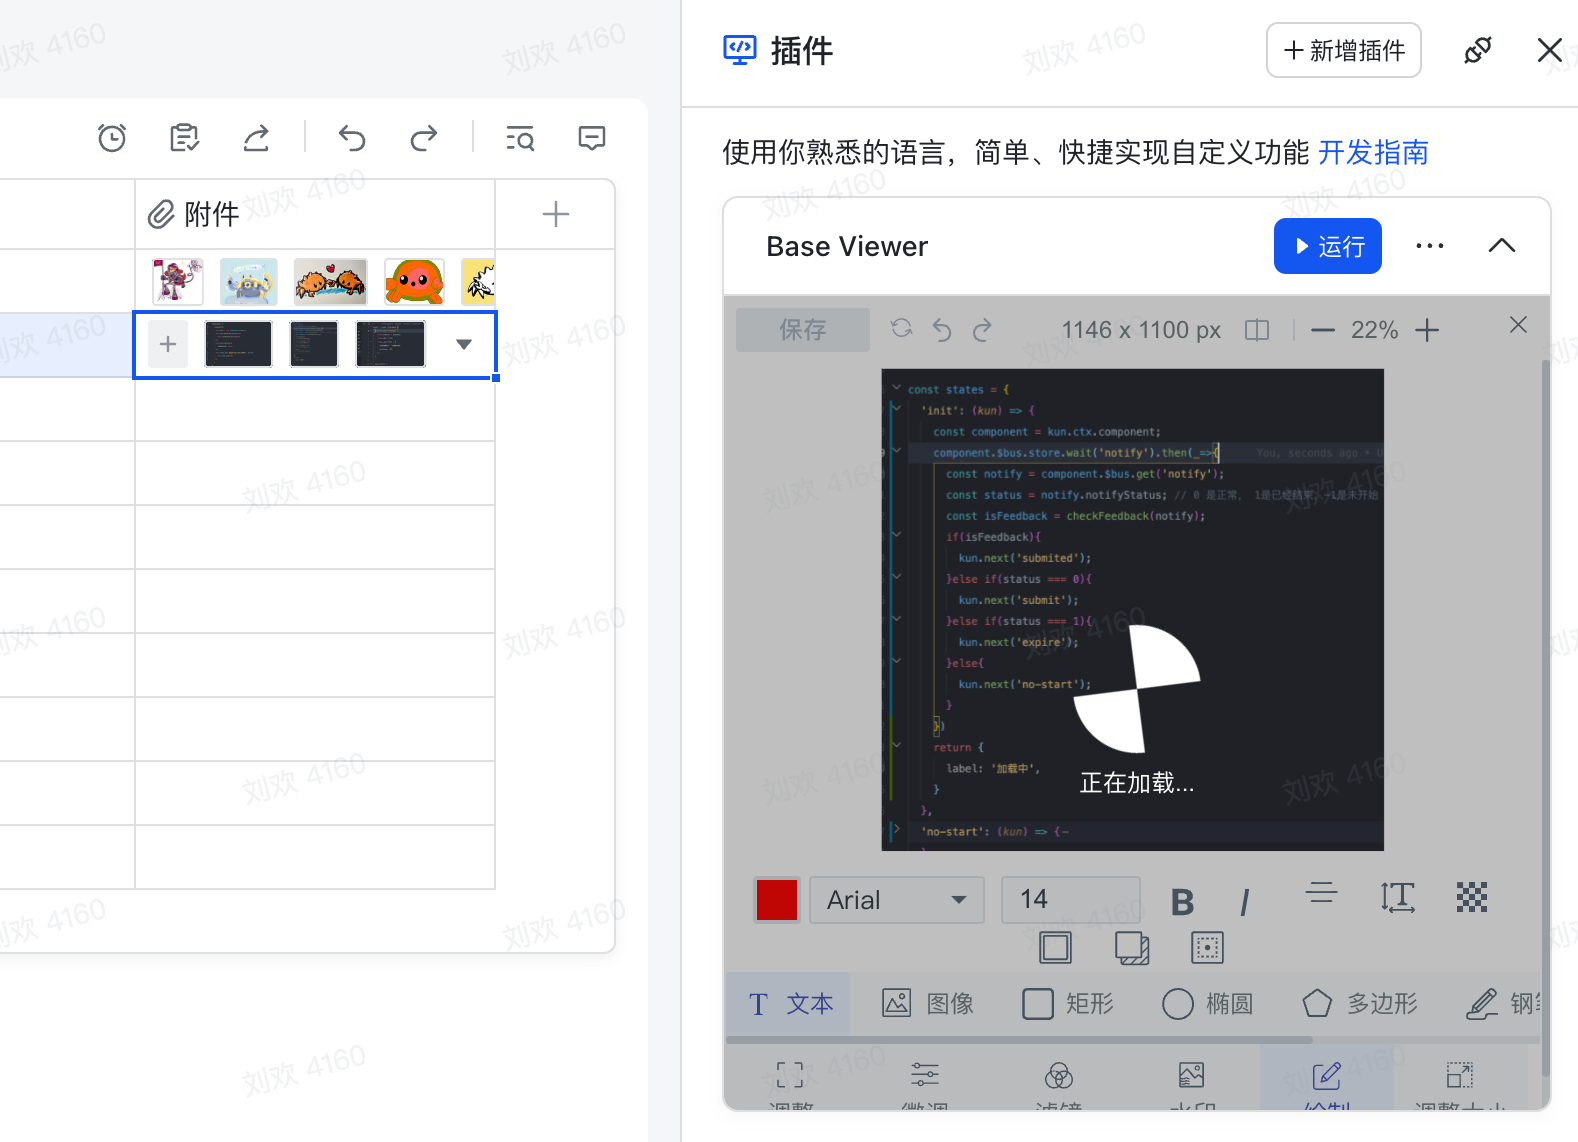 插件
新增插件
使用你熟悉的语言，简单、快捷实现自定义功能 开发指南
附件
Base Viewer
运行
保存
1146 x 1100 px
22%
const states = {
'init': (kun) => {
const component = kun.ctx.component;
component.$bus.store.wait('notify').then(_=>{
You, seconds ago • U
const notify = component.$bus.get('notify');
const status = notify.notifyStatus; // 0 是正常， 1是已经结束，-1是未开始
const isFeedback = checkFeedback(notify);
if(isFeedback){
kun.next('submited');
}else if(status === 0){
kun.next('submit');
}else if(status === 1){
kun.next('expire');
}else{
kun.next('no-start');
}
})
return {
label: '加载中',
}
},
'no-start': (kun) => {
正在加载...
Arial
14
B
I
T 文本
图像
矩形
椭圆
多边形
钢笔
调整
微调
滤镜
水印
绘制
调整大小
刘欢 4160